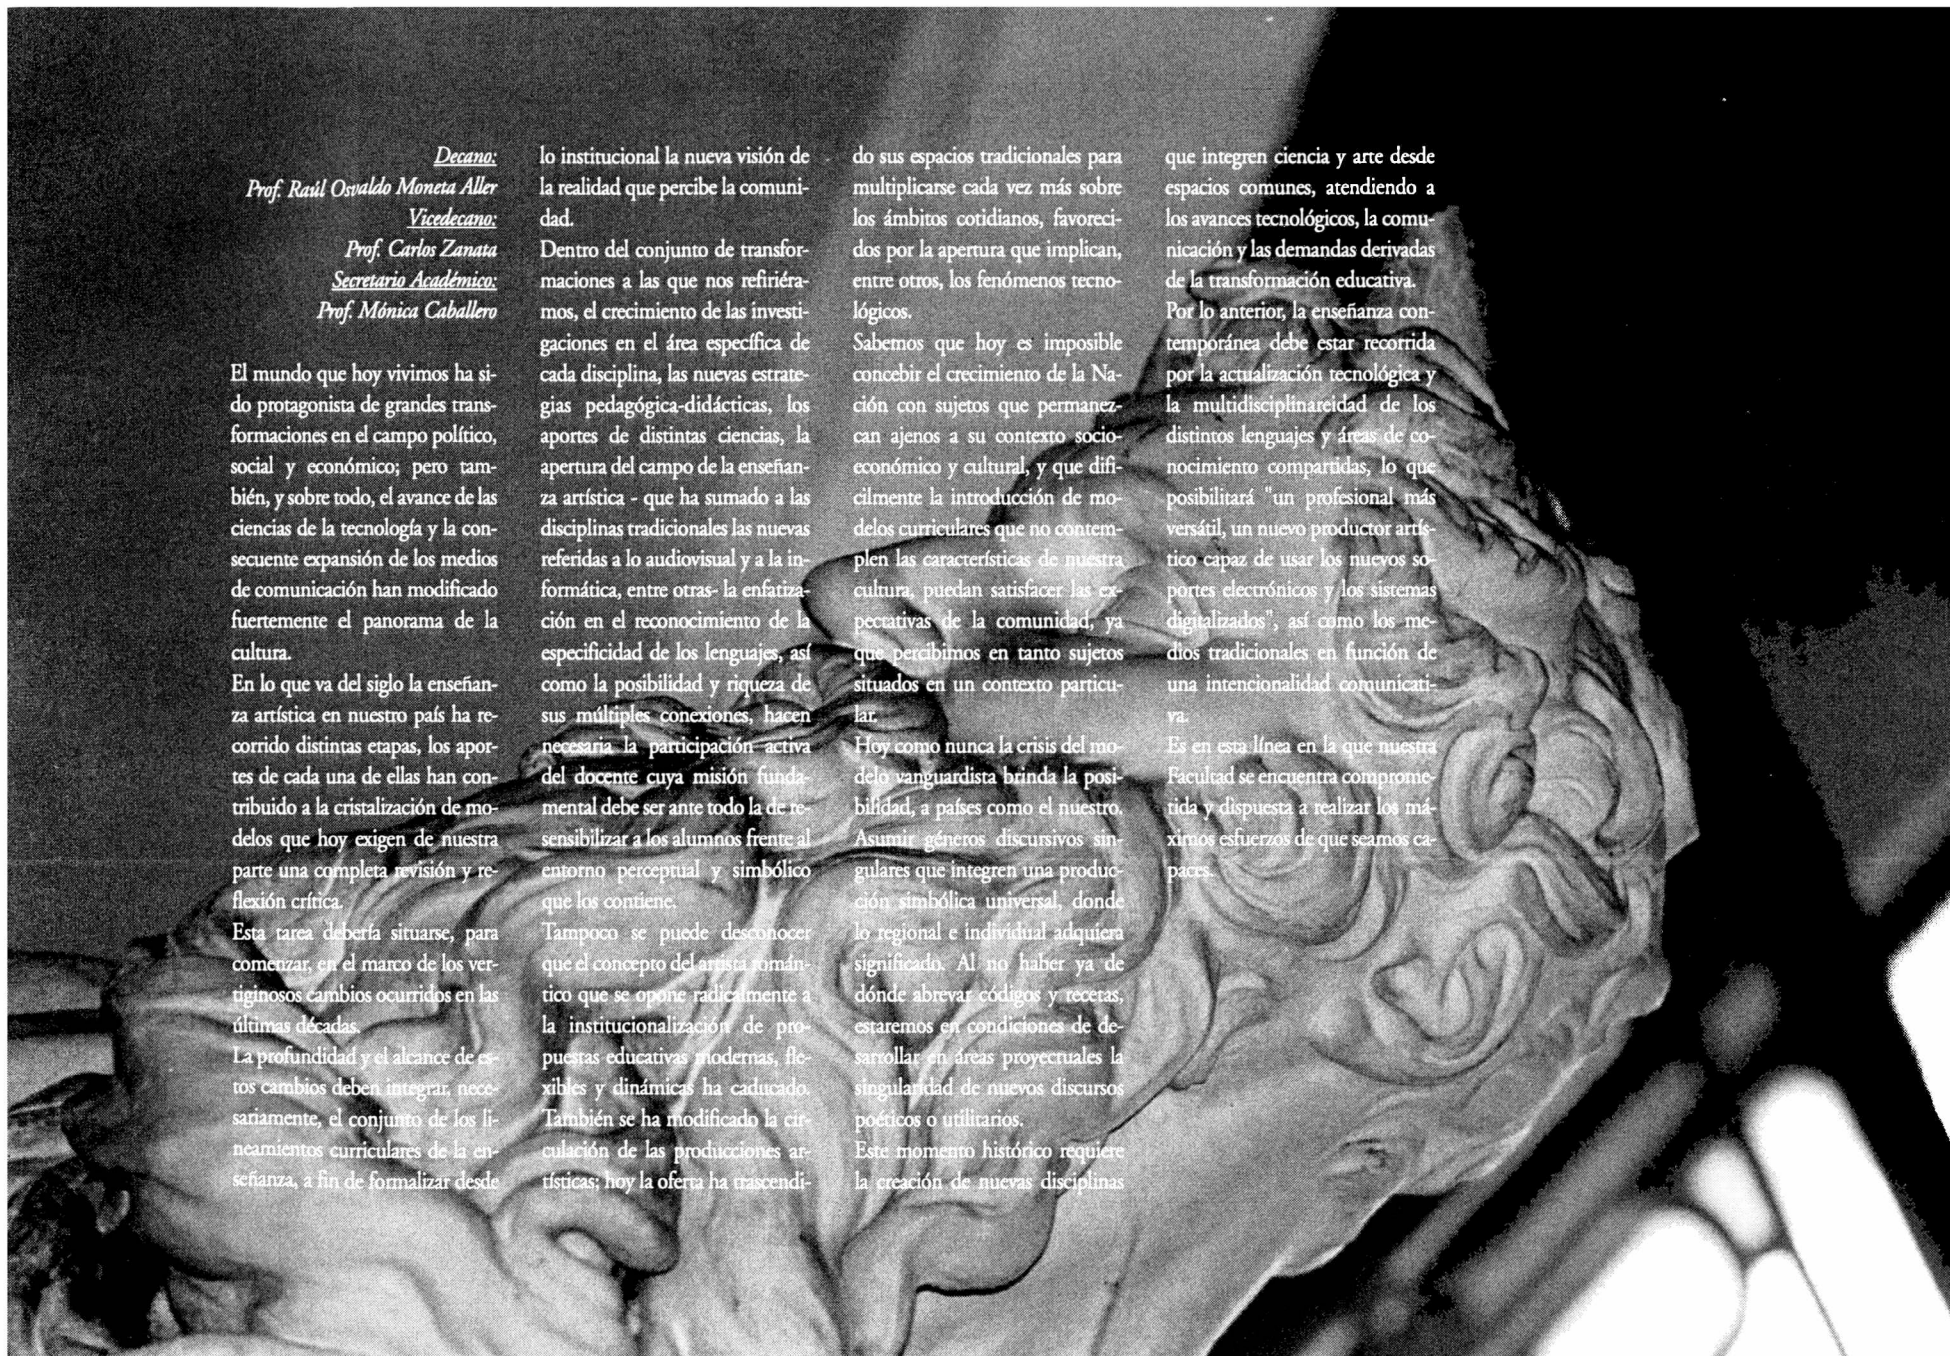 Decano:
Prof. Raúl Osvaldo Moneta Aller
Vicedecano:
Prof. Carlos Zanata
Secretario Académico:
Prof. Mónica Caballero
El mundo que hoy vivimos ha si-
do protagonista de grandes trans-
formaciones en el campo político,
social y económico; pero tam-
bién, y sobre todo, el avance de las
ciencias de la tecnología y la con-
secuente expansión de los medios
de comunicación han modificado
fuertemente el panorama de la
cultura.
En lo que va del siglo la enseñan-
za artística en nuestro país ha re-
corrido distintas etapas, los apor-
tes de cada una de ellas han con-
tribuido a la cristalización de mo-
delos que hoy exigen de nuestra
parte una completa revisión y re-
flexión crítica.
Esta tarea debería situarse, para
comenzar, en el marco de los ver-
tiginosos cambios ocurridos en las
últimas décadas.
La profundidad y el alcance de es-
tos cambios deben integrar, nece-
sariamente, el conjunto de los li-
neamientos curriculares de la en-
señanza, a fin de formalizar desde
lo institucional la nueva visión de
la realidad que percibe la comuni-
dad.
Dentro del conjunto de transfor-
maciones a las que nos refiriéra-
mos, el crecimiento de las investi-
gaciones en el área específica de
cada disciplina, las nuevas estrate-
gias pedagógica-didácticas, los
aportes de distintas ciencias, la
apertura del campo de la enseñan-
za artística - que ha sumado a las
disciplinas tradicionales las nuevas
referidas a lo audiovisual y a la in-
formática, entre otras- la enfatiza-
ción en el reconocimiento de la
especificidad de los lenguajes, así
como la posibilidad y riqueza de
sus múltiples conexiones, hacen
necesaria la participación activa
del docente cuya misión funda-
mental debe ser ante todo la de re-
sensibilizar a los alumnos frente al
entorno perceptual y simbólico
que los contiene.
Tampoco se puede desconocer
que el concepto del artista román-
tico que se opone radicalmente a
la institucionalización de pro-
puestas educativas modernas, fle-
xibles y dinámicas ha caducado.
También se ha modificado la cir-
culación de las producciones ar-
tísticas; hoy la oferta ha trascendi-
do sus espacios tradicionales para
multiplicarse cada vez más sobre
los ámbitos cotidianos, favoreci-
dos por la apertura que implican,
entre otros, los fenómenos tecno-
lógicos.
Sabemos que hoy es imposible
concebir el crecimiento de la Na-
ción con sujetos que permanez-
can ajenos a su contexto socio-
económico y cultural, y que difi-
cilmente la introducción de mo-
delos curriculares que no contem-
plen las características de nuestra
cultura, puedan satisfacer las ex-
pectativas de la comunidad, ya
que percibimos en tanto sujetos
situados en un contexto particu-
lar.
Hoy como nunca la crisis del mo-
delo vanguardista brinda la posi-
bilidad, a países como el nuestro.
Asumir géneros discursivos sin-
gulares que integren una produc-
ción simbólica universal, donde
lo regional e individual adquiera
significado. Al no haber ya de
dónde abrevar códigos y recetas,
estaremos en condiciones de de-
sarrollar en áreas proyectuales la
singularidad de nuevos discursos
poéticos o utilitarios.
Este momento histórico requiere
la creación de nuevas disciplinas
que integren ciencia y arte desde
espacios comunes, atendiendo a
los avances tecnológicos, la comu-
nicación y las demandas derivadas
de la transformación educativa.
Por lo anterior, la enseñanza con-
temporánea debe estar recorrida
por la actualización tecnológica y
la multidisciplinareidad de los
distintos lenguajes y áreas de co-
nocimiento compartidas, lo que
posibilitará "un profesional más
versátil, un nuevo productor artís-
tico capaz de usar los nuevos so-
portes electrónicos y los sistemas
digitalizados", así como los me-
dios tradicionales en función de
una intencionalidad comunicati-
va.
Es en esta línea en la que nuestra
Facultad se encuentra comprome-
tida y dispuesta a realizar los má-
ximos esfuerzos de que seamos ca-
paces.